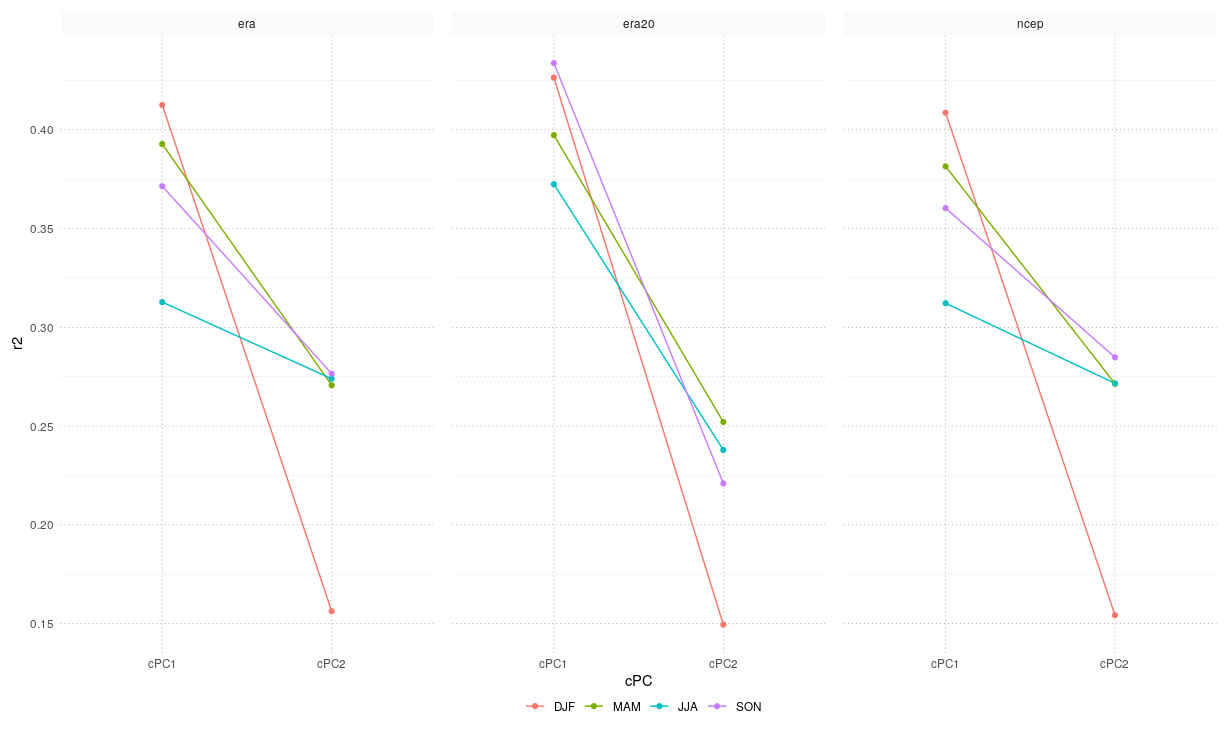 era era20 ncep
0.40
0.35
0.30
0.25
0.20
0.15
r2
cPC1 cPC2 cPC1 cPC2 cPC1 cPC2
cPC
DJF MAM JJA SON